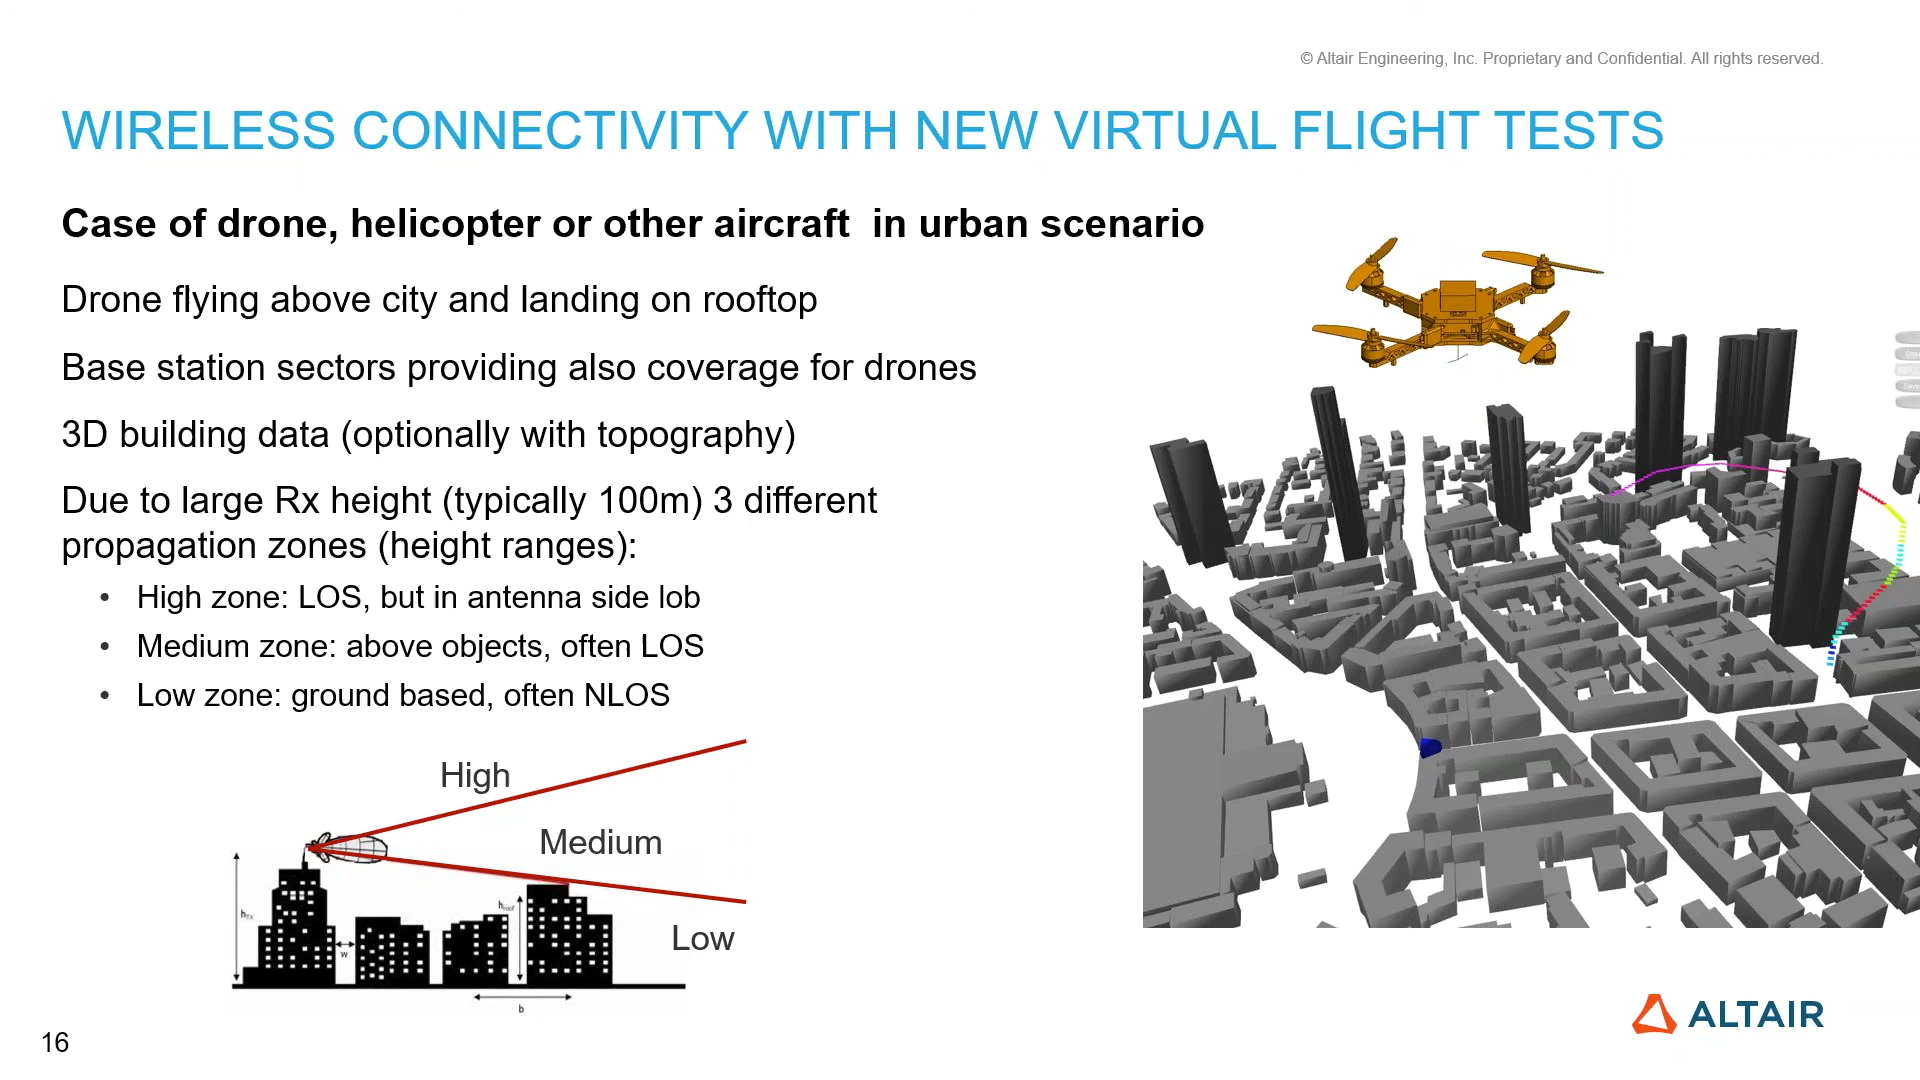 © Altair Engineering, Inc. Proprietary and Confidential. All rights reserved.
WIRELESS CONNECTIVITY WITH NEW VIRTUAL FLIGHT TESTS
Case of drone, helicopter or other aircraft  in urban scenario
Drone flying above city and landing on rooftop
Base station sectors providing also coverage for drones
3D building data (optionally with topography)
Due to large Rx height (typically 100m) 3 different
propagation zones (height ranges):
• High zone: LOS, but in antenna side lob
• Medium zone: above objects, often LOS
• Low zone: ground based, often NLOS
High
Medium
Low
hTX
w
hroof
b
ALTAIR
16